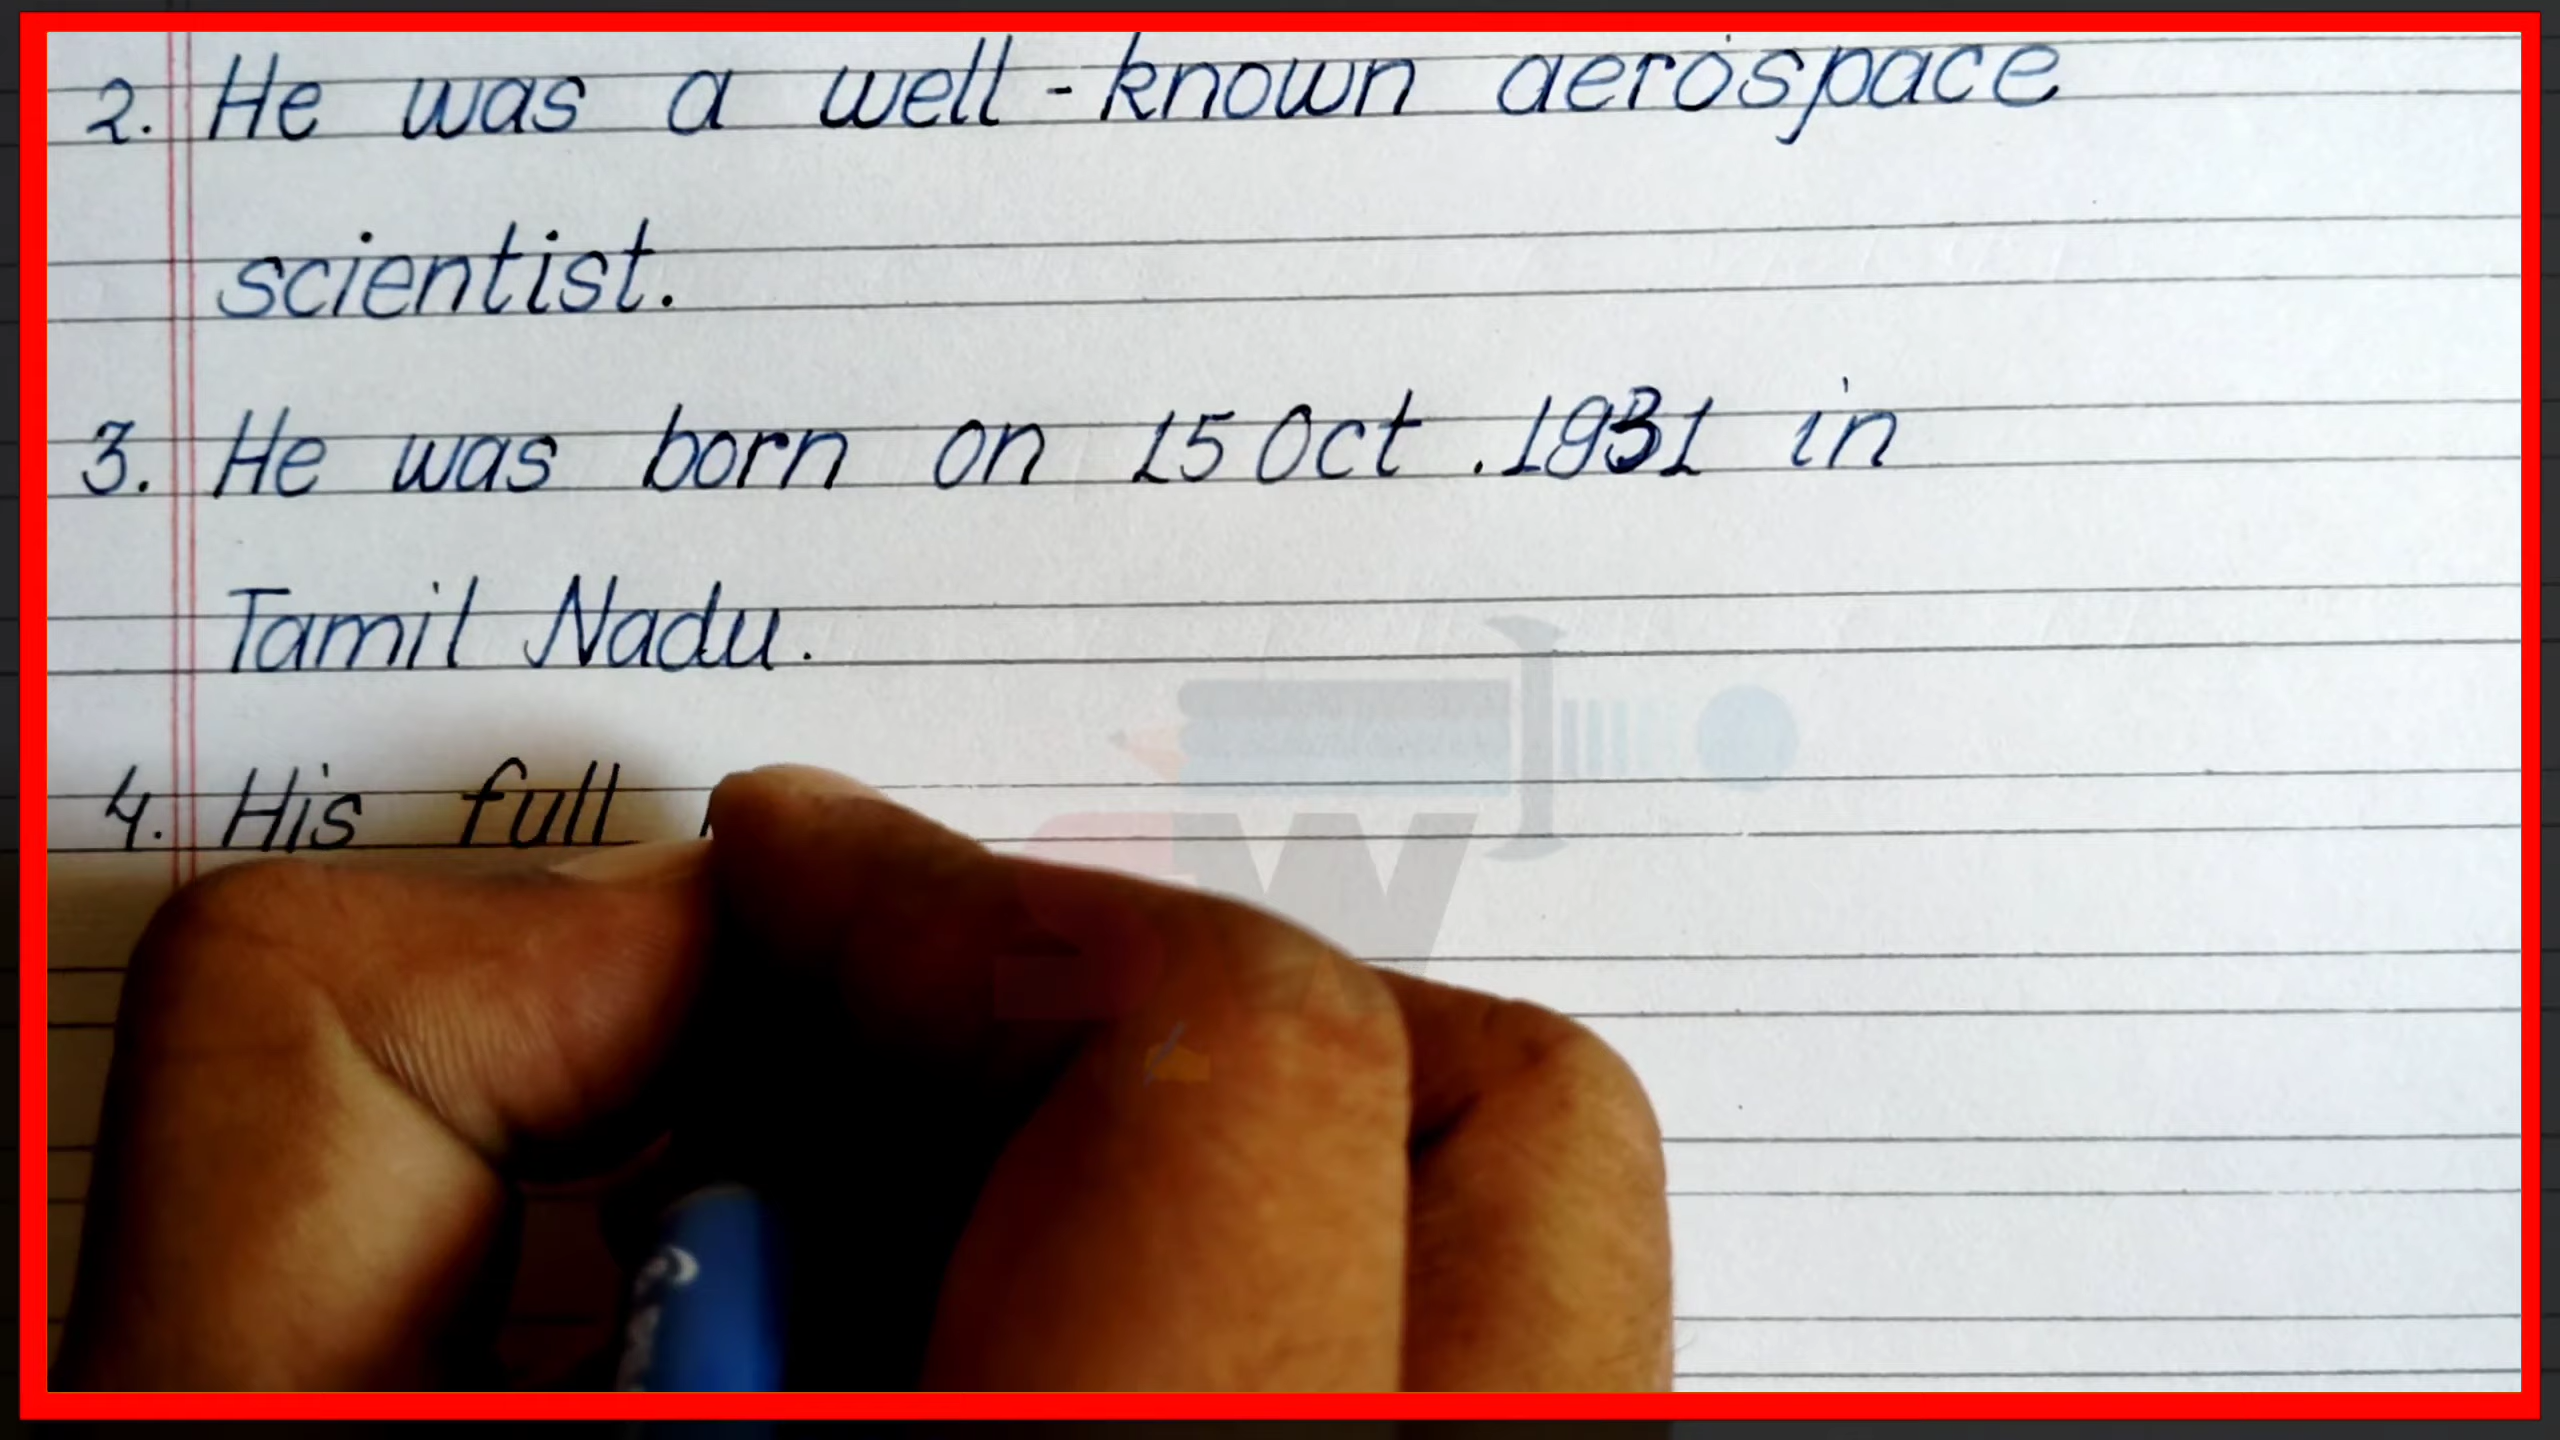 2. He was a well-known aerospace
scientist.
3. He was born on 15 Oct. 1931 in
Tamil Nadu.
4. His full